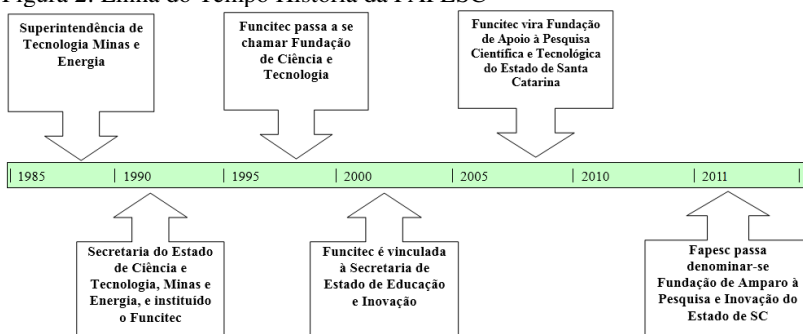 Figura 2: Linha do Tempo História da FAPESC
Superintendência de
Tecnologia Minas e
Energia
Funcitec passa a se
chamar Fundação
de Ciência e
Tecnologia
Funcitec vira Fundação
de Apoio à Pesquisa
Científica e Tecnológica
do Estado de Santa
Catarina
| 1985 | 1990 | 1995 | 2000 | 2005 | 2010 | 2011 |
Secretaria do Estado
de Ciência e
Tecnologia, Minas e
Energia, e instituído
o Funcitec
Funcitec é vinculada
à Secretaria de
Estado de Educação
e Inovação
Fapesc passa
denominar-se
Fundação de Amparo à
Pesquisa e Inovação do
Estado de SC